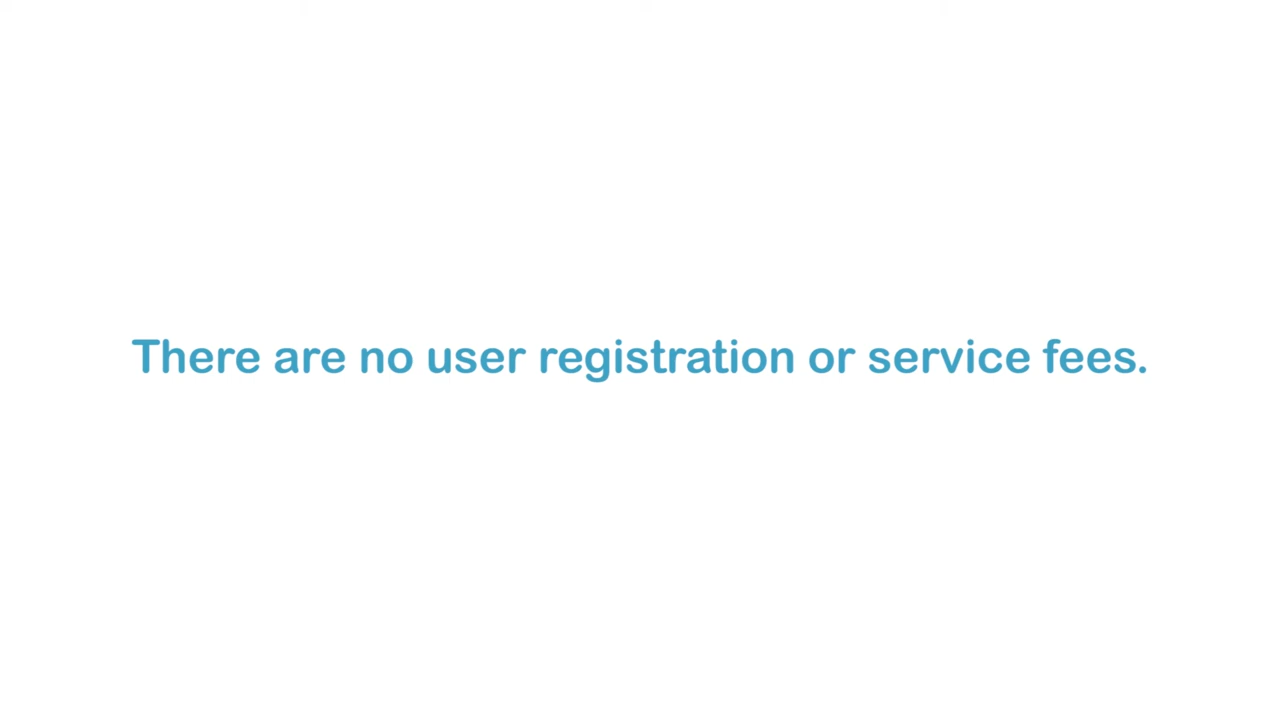 There are no user registration or service fees.